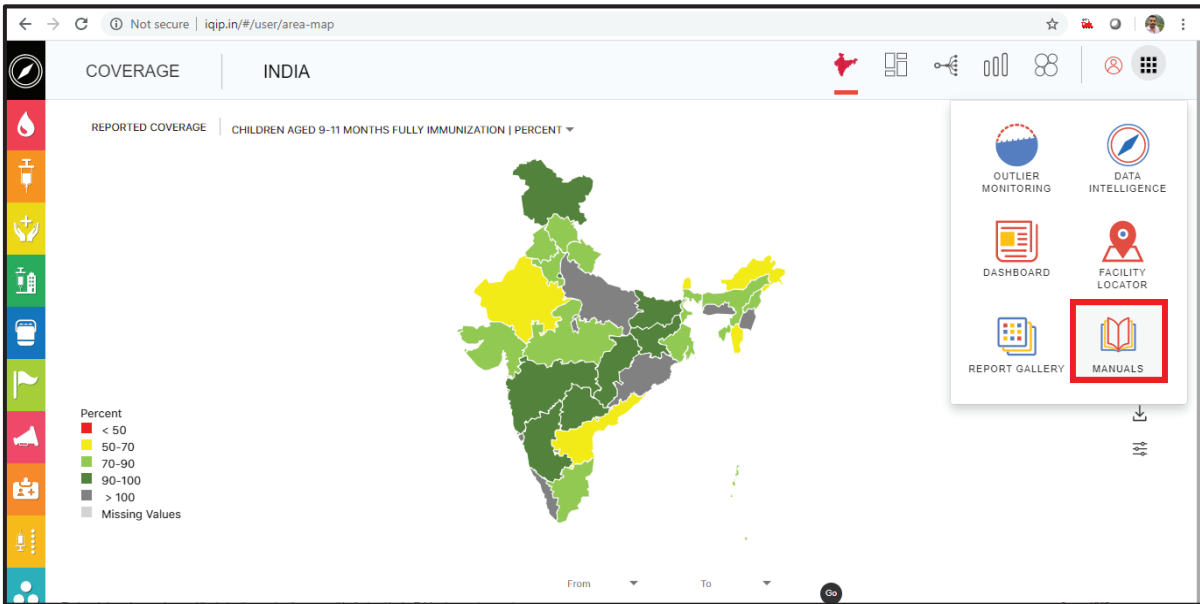 Not secure | iqip.in/#/user/area-map
COVERAGE
INDIA
REPORTED COVERAGE
CHILDREN AGED 9-11 MONTHS FULLY IMMUNIZATION | PERCENT
OUTLIER
MONITORING
DATA
INTELLIGENCE
DASHBOARD
FACILITY
LOCATOR
REPORT GALLERY
MANUALS
Percent
< 50
50-70
70-90
90-100
> 100
Missing Values
From
To
Go